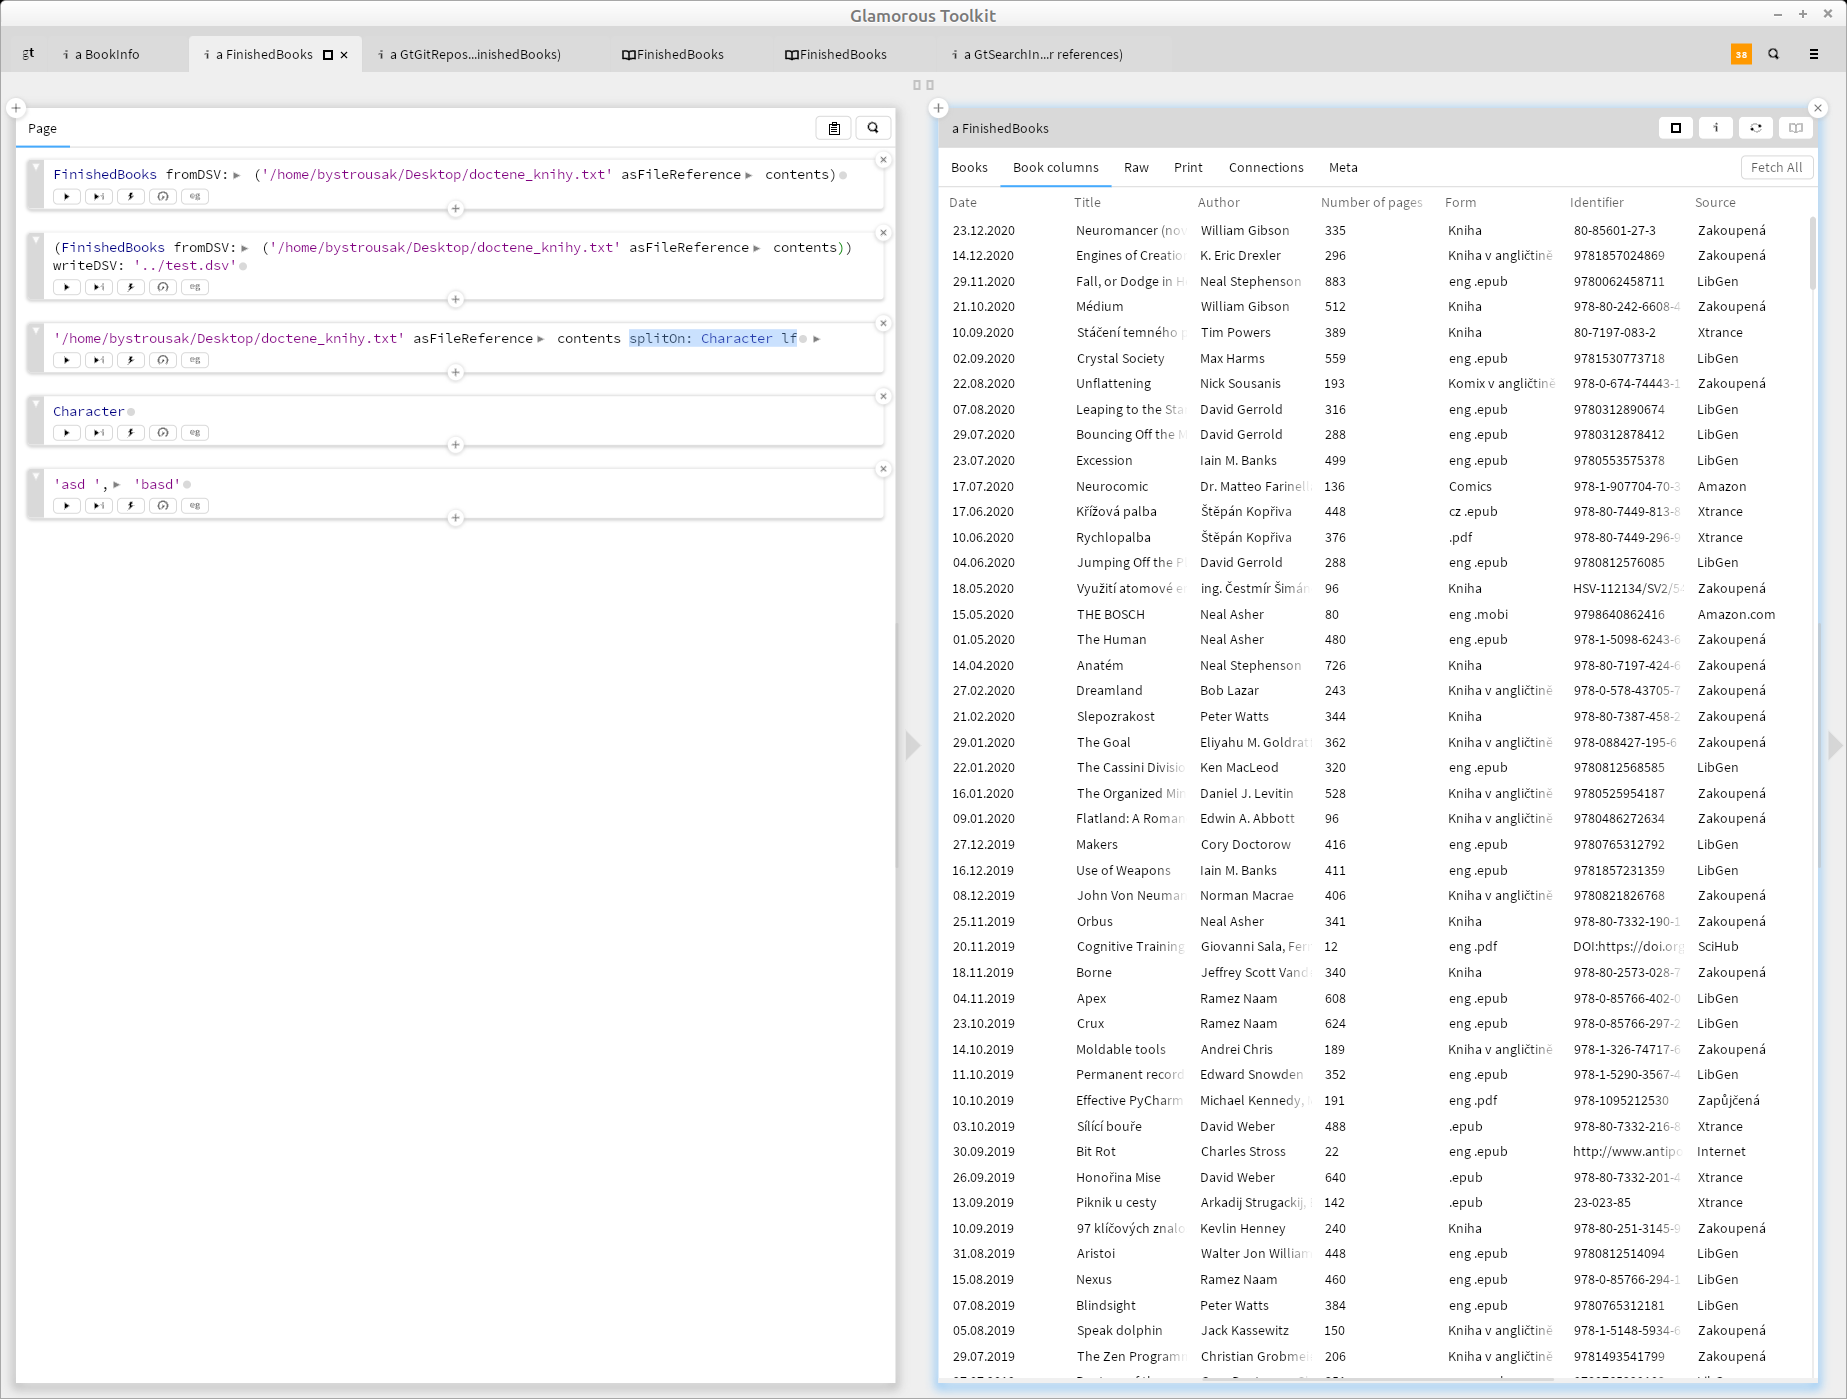 Glamorous Toolkit
gt
a BookInfo
a FinishedBooks
a GtGitRepos...inishedBooks)
FinishedBooks
FinishedBooks
a GtSearchIn...r references)
38
Page
FinishedBooks fromDSV: ('/home/bystrousak/Desktop/doctene_knihy.txt' asFileReference contents)
eg
(FinishedBooks fromDSV: ('/home/bystrousak/Desktop/doctene_knihy.txt' asFileReference contents))
writeDSV: '../test.dsv'
eg
'/home/bystrousak/Desktop/doctene_knihy.txt' asFileReference contents splitOn: Character lf
eg
Character
eg
'asd ', 'basd'
eg
a FinishedBooks
Books Book columns Raw Print Connections Meta Fetch All
Date Title Author Number of pages Form Identifier Source
23.12.2020 Neuromancer (nov William Gibson 335 Kniha 80-85601-27-3 Zakoupená
14.12.2020 Engines of Creatio K. Eric Drexler 296 Kniha v angličtině 9781857024869 Zakoupená
29.11.2020 Fall, or Dodge in H Neal Stephenson 883 eng .epub 9780062458711 LibGen
21.10.2020 Médium William Gibson 512 Kniha 978-80-242-6608-4 Zakoupená
10.09.2020 Stáčení temného p Tim Powers 389 Kniha 80-7197-083-2 Xtrance
02.09.2020 Crystal Society Max Harms 559 eng .epub 9781530773718 LibGen
22.08.2020 Unflattening Nick Sousanis 193 Komix v angličtině 978-0-674-74443-1 Zakoupená
07.08.2020 Leaping to the Sta David Gerrold 316 eng .epub 9780312890674 LibGen
29.07.2020 Bouncing Off the M David Gerrold 288 eng .epub 9780312878412 LibGen
23.07.2020 Excession Iain M. Banks 499 eng .epub 9780553575378 LibGen
17.07.2020 Neurocomic Dr. Matteo Farinell 136 Comics 978-1-907704-70-3 Amazon
17.06.2020 Křížová palba Štěpán Kopřiva 448 cz .epub 978-80-7449-813-8 Xtrance
10.06.2020 Rychlopalba Štěpán Kopřiva 376 .pdf 978-80-7449-296-9 Xtrance
04.06.2020 Jumping Off the P David Gerrold 288 eng .epub 9780812576085 LibGen
18.05.2020 Využití atomové e ing. Čestmír Šimán 96 Kniha HSV-112134/SV2/5 Zakoupená
15.05.2020 THE BOSCH Neal Asher 80 eng .mobi 9798640862416 Amazon.com
01.05.2020 The Human Neal Asher 480 eng .epub 978-1-5098-6243-6 Zakoupená
14.04.2020 Anatém Neal Stephenson 726 Kniha 978-80-7197-424-6 Zakoupená
27.02.2020 Dreamland Bob Lazar 243 Kniha v angličtině 978-0-578-43705-7 Zakoupená
21.02.2020 Slepozrakost Peter Watts 344 Kniha 978-80-7387-458-2 Zakoupená
29.01.2020 The Goal Eliyahu M. Goldrat 362 Kniha v angličtině 978-088427-195-6 Zakoupená
22.01.2020 The Cassini Divisio Ken MacLeod 320 eng .epub 9780812568585 LibGen
16.01.2020 The Organized Min Daniel J. Levitin 528 Kniha v angličtině 9780525954187 Zakoupená
09.01.2020 Flatland: A Roman Edwin A. Abbott 96 Kniha v angličtině 9780486272634 Zakoupená
27.12.2019 Makers Cory Doctorow 416 eng .epub 9780765312792 LibGen
16.12.2019 Use of Weapons Iain M. Banks 411 eng .epub 9781857231359 LibGen
08.12.2019 John Von Neuman Norman Macrae 406 Kniha v angličtině 9780821826768 Zakoupená
25.11.2019 Orbus Neal Asher 341 Kniha 978-80-7332-190-1 Zakoupená
20.11.2019 Cognitive Training Giovanni Sala, Fer 12 eng .pdf DOI:https://doi.org SciHub
18.11.2019 Borne Jeffrey Scott Vand 340 Kniha 978-80-2573-028-7 Zakoupená
04.11.2019 Apex Ramez Naam 608 eng .epub 978-0-85766-402-0 LibGen
23.10.2019 Crux Ramez Naam 624 eng .epub 978-0-85766-297-2 LibGen
14.10.2019 Moldable tools Andrei Chris 189 Kniha v angličtině 978-1-326-74717-6 Zakoupená
11.10.2019 Permanent record Edward Snowden 352 eng .epub 978-1-5290-3567-4 LibGen
10.10.2019 Effective PyCharm Michael Kennedy, 191 eng .pdf 978-1095212530 Zapůjčená
03.10.2019 Sílící bouře David Weber 488 .epub 978-80-7332-216-8 Xtrance
30.09.2019 Bit Rot Charles Stross 22 eng .epub http://www.antipo Internet
26.09.2019 Honořina Mise David Weber 640 .epub 978-80-7332-201-4 Xtrance
13.09.2019 Piknik u cesty Arkadij Strugackij, 142 .epub 23-023-85 Xtrance
10.09.2019 97 klíčových znalo Kevlin Henney 240 Kniha 978-80-251-3145-9 Zakoupená
31.08.2019 Aristoi Walter Jon William 448 eng .epub 9780812514094 LibGen
15.08.2019 Nexus Ramez Naam 460 eng .epub 978-0-85766-294-1 LibGen
07.08.2019 Blindsight Peter Watts 384 eng .epub 9780765312181 LibGen
05.08.2019 Speak dolphin Jack Kassewitz 150 Kniha v angličtině 978-1-5148-5934-6 Zakoupená
29.07.2019 The Zen Program Christian Grobmei 206 Kniha v angličtině 9781493541799 Zakoupená